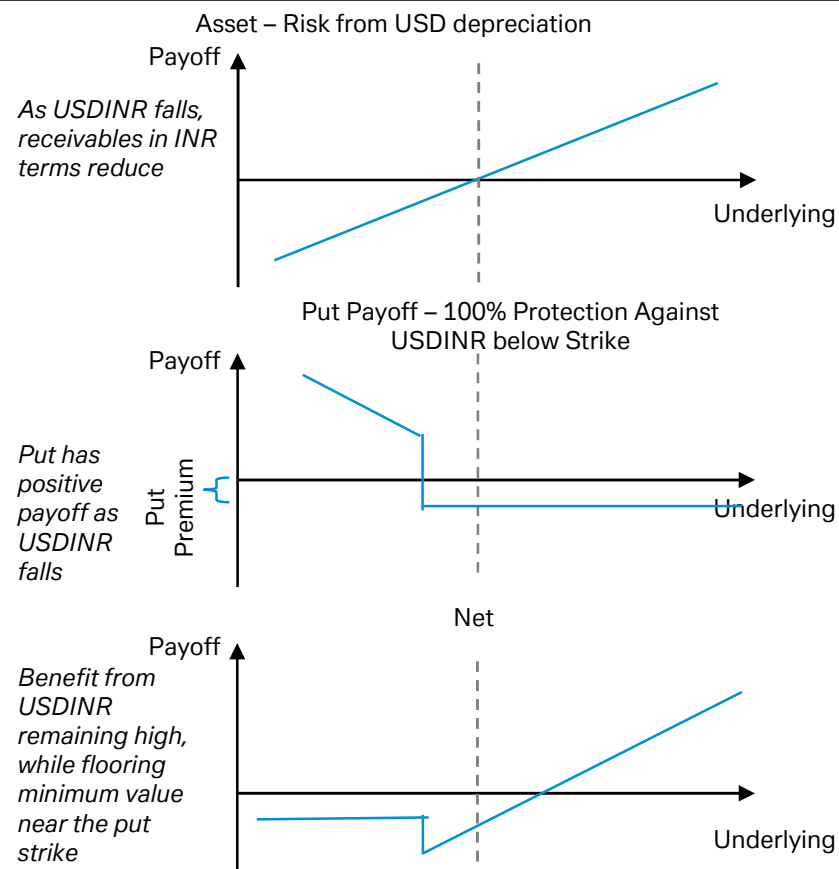 Asset – Risk from USD depreciation
Payoff
As USDINR falls,
receivables in INR
terms reduce
Underlying
Put Payoff – 100% Protection Against
USDINR below Strike
Payoff
Put has
positive
payoff as
USDINR
falls
Put
Premium
Underlying
Net
Payoff
Benefit from
USDINR
remaining high,
while flooring
minimum value
near the put
strike
Underlying